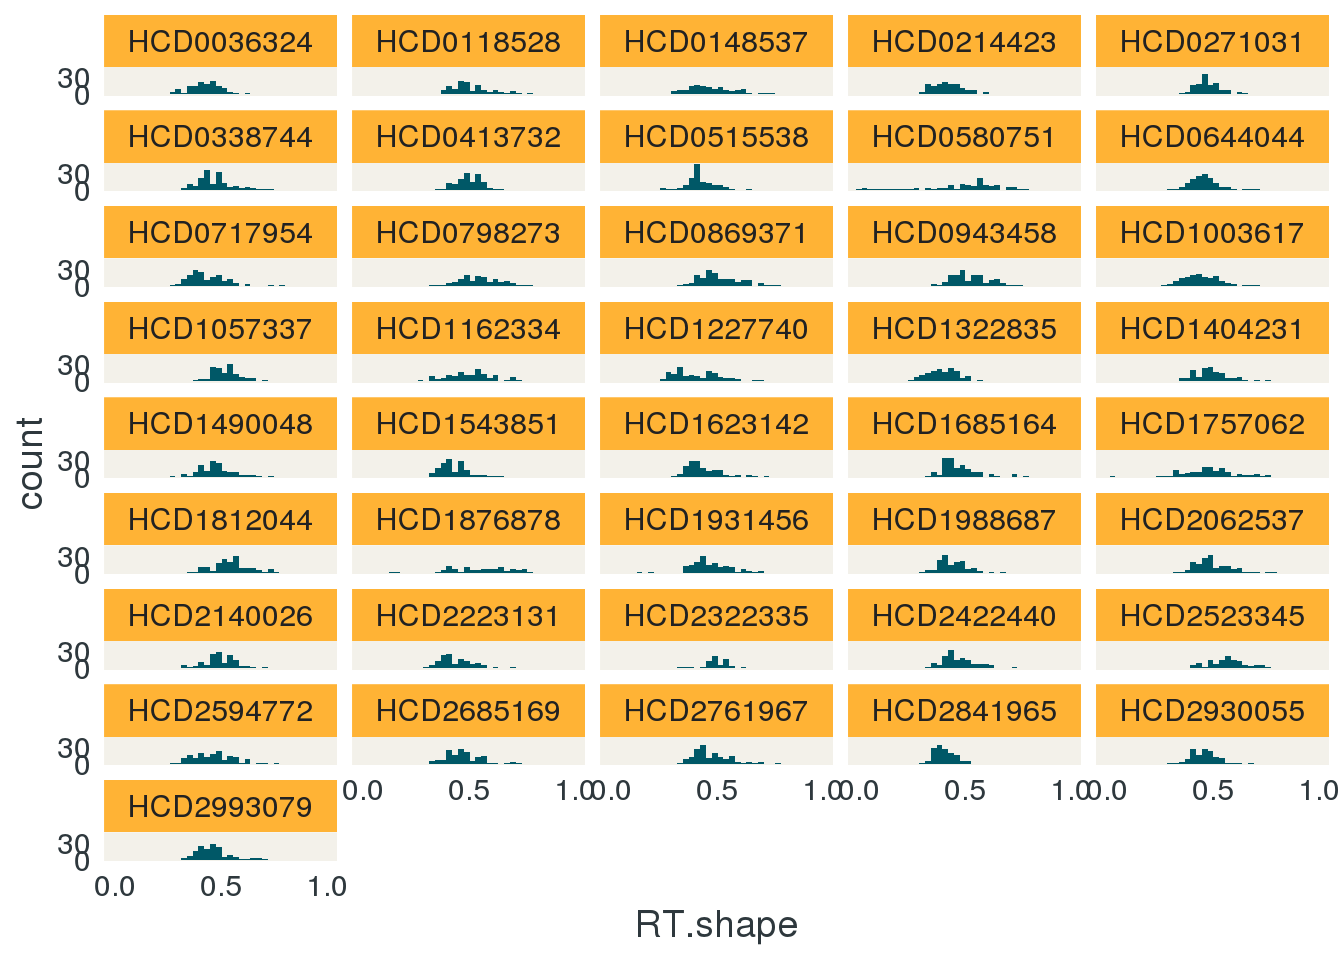 HCD0036324 HCD0118528 HCD0148537 HCD0214423 HCD0271031
30
0
HCD0338744 HCD0413732 HCD0515538 HCD0580751 HCD0644044
30
0
HCD0717954 HCD0798273 HCD0869371 HCD0943458 HCD1003617
30
0
HCD1057337 HCD1162334 HCD1227740 HCD1322835 HCD1404231
30
0
count
HCD1490048 HCD1543851 HCD1623142 HCD1685164 HCD1757062
30
0
HCD1812044 HCD1876878 HCD1931456 HCD1988687 HCD2062537
30
0
HCD2140026 HCD2223131 HCD2322335 HCD2422440 HCD2523345
30
0
HCD2594772 HCD2685169 HCD2761967 HCD2841965 HCD2930055
30
0
0.0 0.5 1.0 0.0 0.5 1.0 0.0 0.5 1.0 0.0 0.5 1.0
HCD2993079
30
0
0.0 0.5 1.0
RT.shape